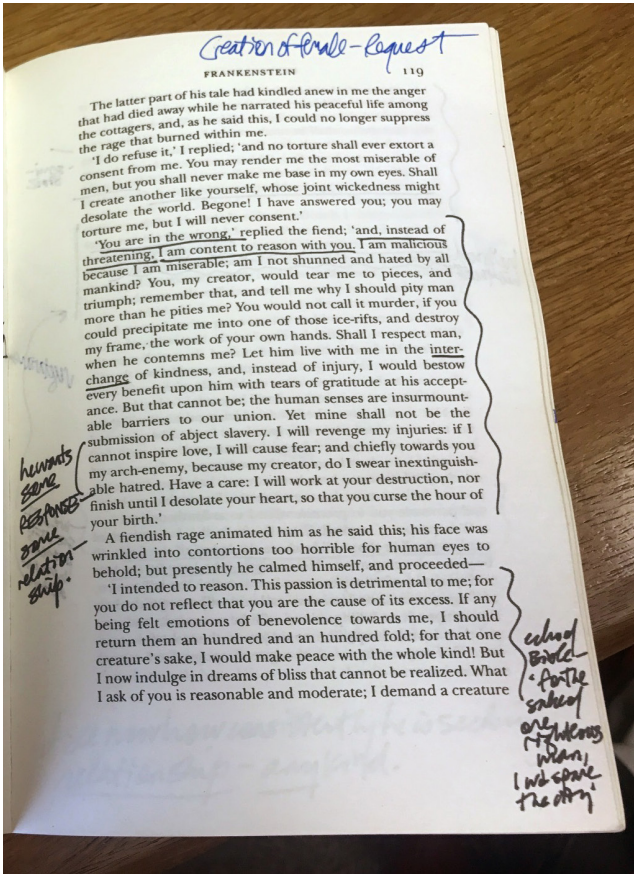 Creation of female - Request
FRANKENSTEIN 119
The latter part of his tale had kindled anew in me the anger
that had died away while he narrated his peaceful life among
the cottagers, and, as he said this, I could no longer suppress
the rage that burned within me.
'I do refuse it,' I replied; 'and no torture shall ever extort a
consent from me. You may render me the most miserable of
men, but you shall never make me base in my own eyes. Shall
I create another like yourself, whose joint wickedness might
desolate the world. Begone! I have answered you; you may
torture me, but I will never consent.'
'You are in the wrong,' replied the fiend; 'and, instead of
threatening, I am content to reason with you. I am malicious
because I am miserable; am I not shunned and hated by all
mankind? You, my creator, would tear me to pieces, and
triumph; remember that, and tell me why I should pity man
more than he pities me? You would not call it murder, if you
could precipitate me into one of those ice-rifts, and destroy
my frame, the work of your own hands. Shall I respect man,
when he contemns me? Let him live with me in the inter-
change of kindness, and, instead of injury, I would bestow
every benefit upon him with tears of gratitude at his accept-
ance. But that cannot be; the human senses are insurmount-
able barriers to our union. Yet mine shall not be the
submission of abject slavery. I will revenge my injuries: if I
cannot inspire love, I will cause fear; and chiefly towards you
my arch-enemy, because my creator, do I swear inextinguish-
able hatred. Have a care: I will work at your destruction, nor
finish until I desolate your heart, so that you curse the hour of
your birth.'
A fiendish rage animated him as he said this; his face was
wrinkled into contortions too horrible for human eyes to
behold; but presently he calmed himself, and proceeded—
'I intended to reason. This passion is detrimental to me; for
you do not reflect that you are the cause of its excess. If any
being felt emotions of benevolence towards me, I should
return them an hundred and an hundred fold; for that one
creature's sake, I would make peace with the whole kind! But
I now indulge in dreams of bliss that cannot be realized. What
I ask of you is reasonable and moderate; I demand a creature
he wants
some
RESPONSE
some
relation-
ship.
echo of
Bible—
'for the
sake of
one
righteous
man,
I wd spare
the city'